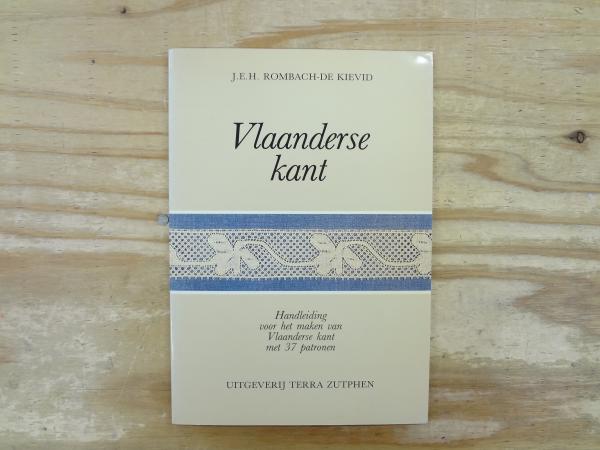 J.E.H. ROMBACH-DE KIEVID
Vlaanderse
kant
Handleiding
voor het maken van
Vlaanderse kant
met 37 patronen
UITGEVERIJ TERRA ZUTPHEN